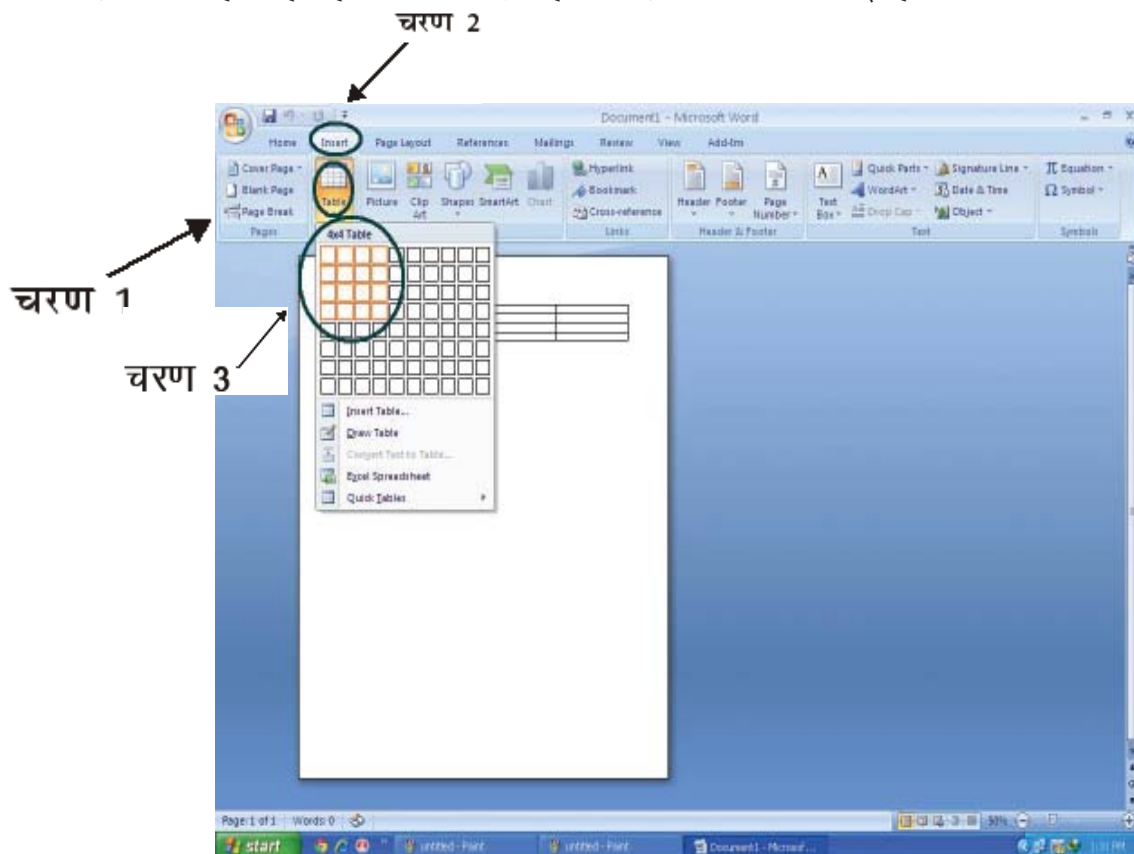 चरण 2
Document1 - Microsoft Word
Home Insert Page Layout References Mailings Review View Add-Ins
Cover Page
Blank Page
Page Break
Pages
Table
Picture
Clip Art
Shapes
SmartArt
Chart
Hyperlink
Bookmark
Cross-reference
Links
Header
Footer
Page Number
Header & Footer
Text Box
Quick Parts
WordArt
Drop Cap
Signature Line
Date & Time
Object
Text
Equation
Symbol
Symbols
4x4 Table
चरण 1
चरण 3
Insert Table...
Draw Table
Convert Text to Table...
Excel Spreadsheet
Quick Tables
Page: 1 of 1 Words: 0
50%
start
untitled - Paint
untitled - Paint
Document1 - Microsof...